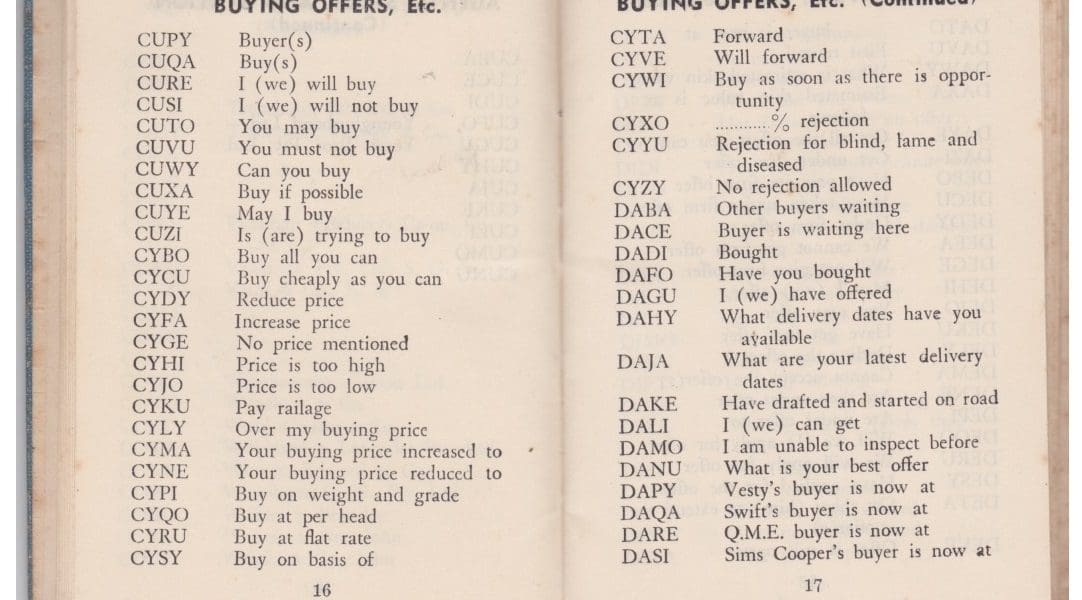 BUYING OFFERS, Etc.
CUPY Buyer(s)
CUQA Buy(s)
CURE I (we) will buy
CUSI I (we) will not buy
CUTO You may buy
CUVU You must not buy
CUWY Can you buy
CUXA Buy if possible
CUYE May I buy
CUZI Is (are) trying to buy
CYBO Buy all you can
CYCU Buy cheaply as you can
CYDY Reduce price
CYFA Increase price
CYGE No price mentioned
CYHI Price is too high
CYJO Price is too low
CYKU Pay railage
CYLY Over my buying price
CYMA Your buying price increased to
CYNE Your buying price reduced to
CYPI Buy on weight and grade
CYQO Buy at per head
CYRU Buy at flat rate
CYSY Buy on basis of
16
BUYING OFFERS, Etc. (Continued)
CYTA Forward
CYVE Will forward
CYWI Buy as soon as there is oppor-
tunity
CYXO ...........% rejection
CYYU Rejection for blind, lame and
diseased
CYZY No rejection allowed
DABA Other buyers waiting
DACE Buyer is waiting here
DADI Bought
DAFO Have you bought
DAGU I (we) have offered
DAHY What delivery dates have you
available
DAJA What are your latest delivery
dates
DAKE Have drafted and started on road
DALI I (we) can get
DAMO I am unable to inspect before
DANU What is your best offer
DAPY Vesty's buyer is now at
DAQA Swift's buyer is now at
DARE Q.M.E. buyer is now at
DASI Sims Cooper's buyer is now at
17